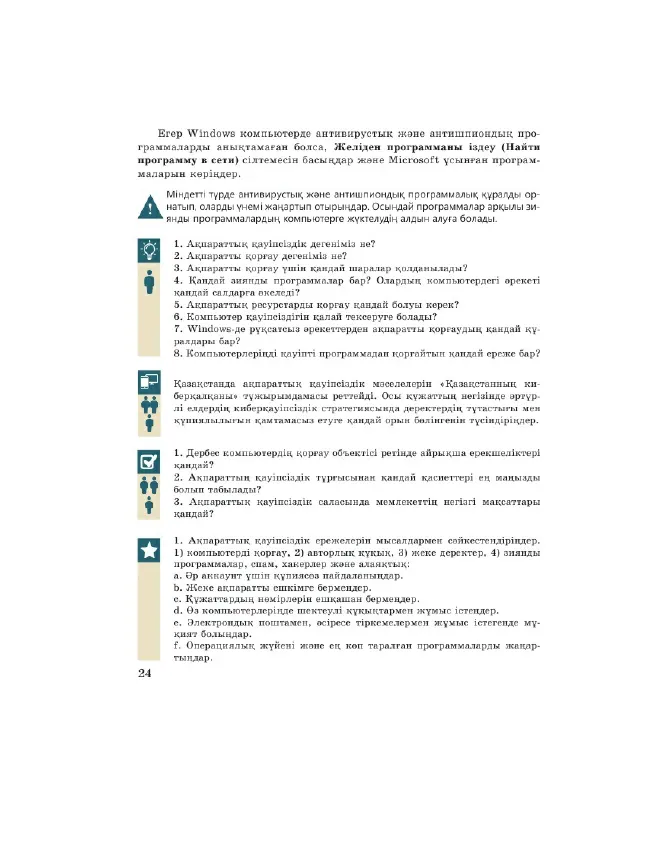 Егер Windows компьютерде антивирустық және антишпиондық про-
граммаларды анықтамаған болса, Желіден программаны іздеу (Найти
программу в сети) сілтемесін басыңдар және Microsoft ұсынған програм-
маларын көріңдер.
Міндетті түрде антивирустық және антишпиондық программалық құралды ор-
натып, оларды үнемі жаңартып отырыңдар. Осындай программалар арқылы зи-
янды программалардың компьютерге жүктелудің алдын алуға болады.
1. Ақпараттық қауіпсіздік дегеніміз не?
2. Ақпаратты қорғау дегеніміз не?
3. Ақпаратты қорғау үшін қандай шаралар қолданылады?
4. Қандай зиянды программалар бар? Олардың компьютердегі әрекеті
қандай салдарға әкеледі?
5. Ақпараттық ресурстарды қорғау қандай болуы керек?
6. Компьютер қауіпсіздігін қалай тексеруге болады?
7. Windows-де рұқсатсыз әрекеттерден ақпаратты қорғаудың қандай құ-
ралдары бар?
8. Компьютерлеріңді қауіпті программадан қорғайтын қандай ереже бар?
Қазақстанда ақпараттық қауіпсіздік мәселелерін «Қазақстанның ки-
берқалқаны» тұжырымдамасы реттейді. Осы құжаттың негізінде әртүр-
лі елдердің киберқауіпсіздік стратегиясында деректердің тұтастығы мен
құпиялылығын қамтамасыз етуге қандай орын бөлінгенін түсіндіріңдер.
1. Дербес компьютердің қорғау объектісі ретінде айрықша ерекшеліктері
қандай?
2. Ақпараттың қауіпсіздік тұрғысынан қандай қасиеттері ең маңызды
болып табылады?
3. Ақпараттық қауіпсіздік саласында мемлекеттің негізгі мақсаттары
қандай?
1. Ақпараттық қауіпсіздік ережелерін мысалдармен сәйкестендіріңдер.
1) компьютерді қорғау, 2) авторлық құқық, 3) жеке деректер, 4) зиянды
программалар, спам, хакерлер және алаяқтық:
a. Әр аккаунт үшін құпиясөз пайдаланыңдар.
b. Жеке ақпаратты ешкімге бермеңдер.
c. Құжаттардың нөмірлерін ешқашан бермеңдер.
d. Өз компьютерлеріңде шектеулі құқықтармен жұмыс істеңдер.
e. Электрондық поштамен, әсіресе тіркемелермен жұмыс істегенде мұ-
қият болыңдар.
f. Операциялық жүйені және ең көп таралған программаларды жаңар-
тыңдар.
24